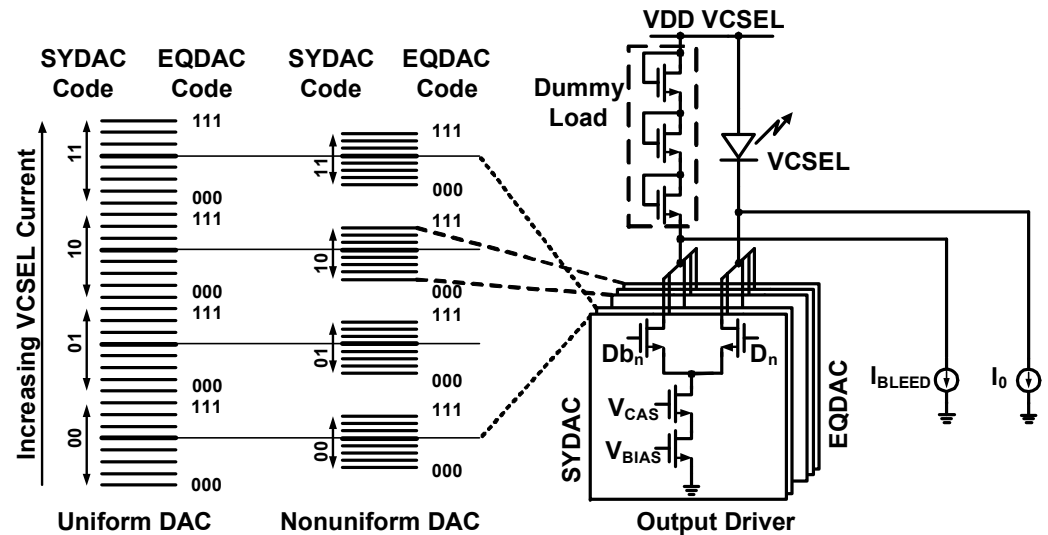 VDD VCSEL
SYDAC
Code
EQDAC
Code
SYDAC
Code
EQDAC
Code
Dummy
Load
VCSEL
Increasing VCSEL Current
11
10
01
00
111
000
111
000
111
000
111
000
11
10
01
00
111
000
111
000
111
000
111
000
Dbn
Dn
VCAS
VBIAS
SYDAC
EQDAC
IBLEED
I0
Uniform DAC
Nonuniform DAC
Output Driver